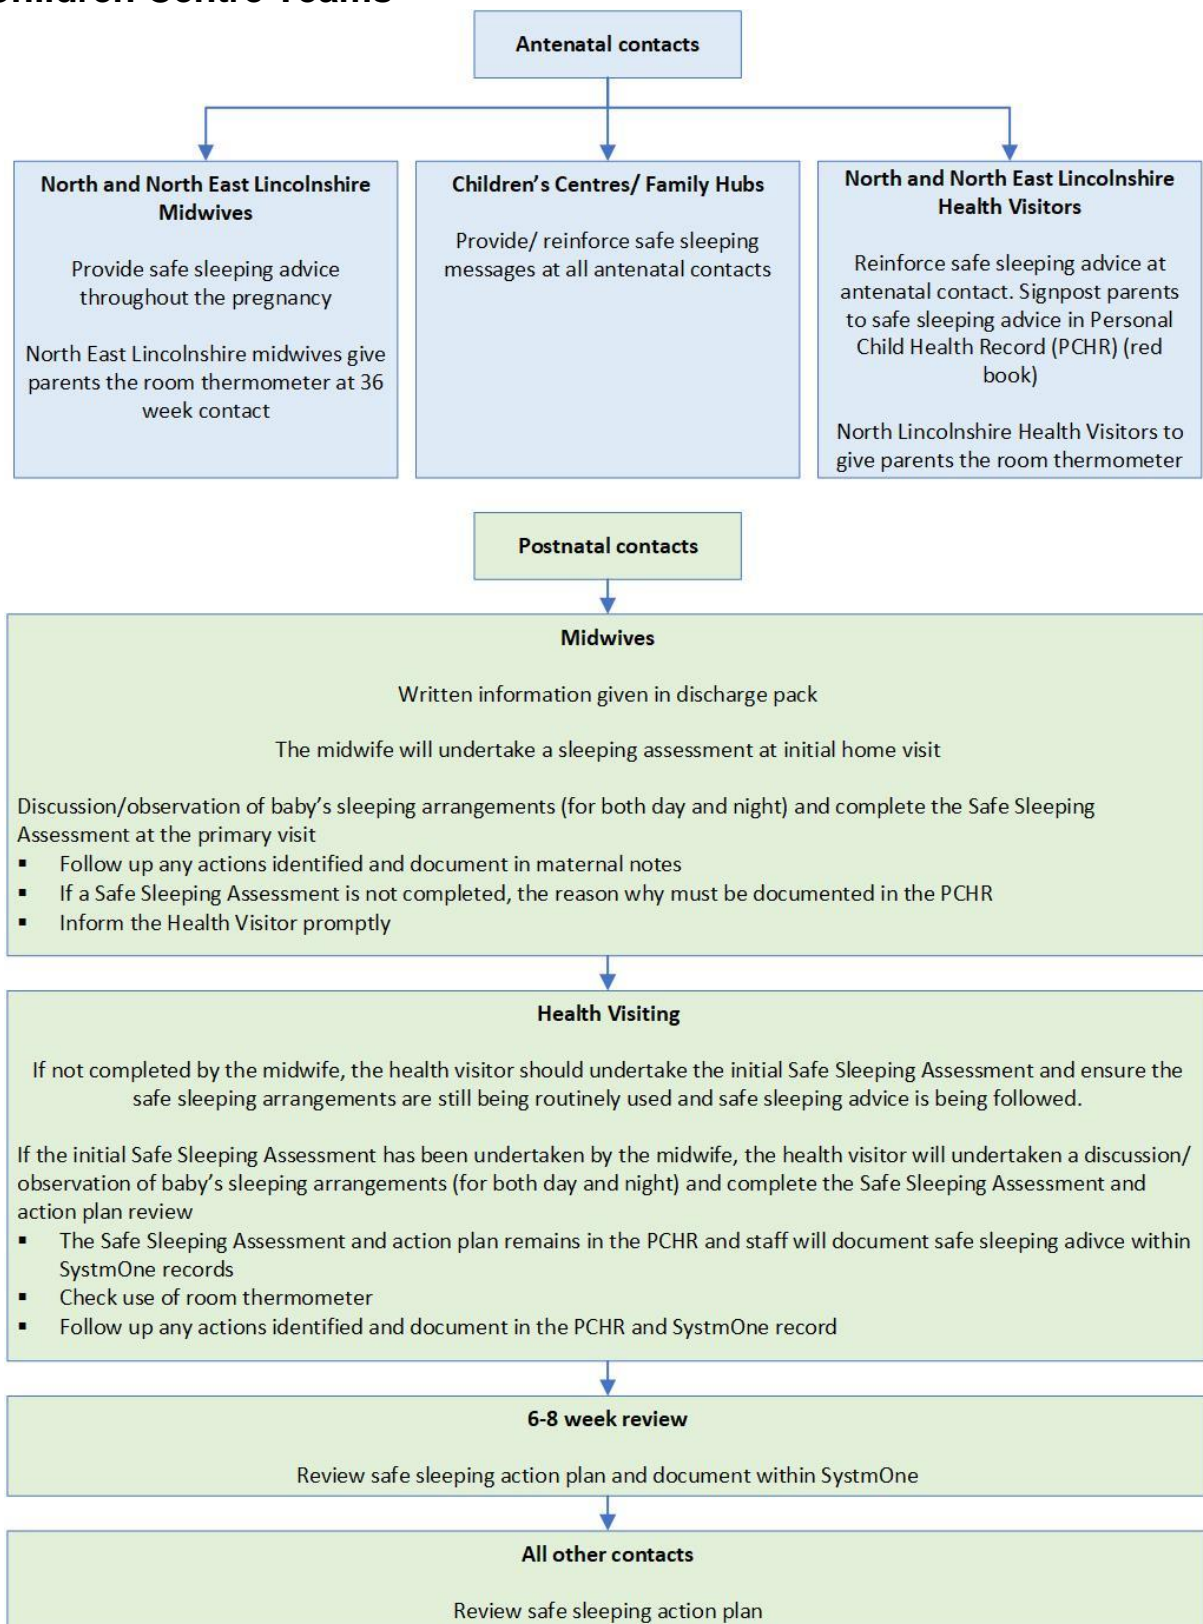 Children Centre Teams
Antenatal contacts
North and North East Lincolnshire
Midwives
Provide safe sleeping advice
throughout the pregnancy
North East Lincolnshire midwives give
parents the room thermometer at 36
week contact
Children's Centres/ Family Hubs
Provide/ reinforce safe sleeping
messages at all antenatal contacts
North and North East Lincolnshire
Health Visitors
Reinforce safe sleeping advice at
antenatal contact. Signpost parents
to safe sleeping advice in Personal
Child Health Record (PCHR) (red
book)
North Lincolnshire Health Visitors to
give parents the room thermometer
Postnatal contacts
Midwives
Written information given in discharge pack
The midwife will undertake a sleeping assessment at initial home visit
Discussion/observation of baby's sleeping arrangements (for both day and night) and complete the Safe Sleeping
Assessment at the primary visit
▪ Follow up any actions identified and document in maternal notes
▪ If a Safe Sleeping Assessment is not completed, the reason why must be documented in the PCHR
▪ Inform the Health Visitor promptly
Health Visiting
If not completed by the midwife, the health visitor should undertake the initial Safe Sleeping Assessment and ensure the
safe sleeping arrangements are still being routinely used and safe sleeping advice is being followed.
If the initial Safe Sleeping Assessment has been undertaken by the midwife, the health visitor will undertaken a discussion/
observation of baby's sleeping arrangements (for both day and night) and complete the Safe Sleeping Assessment and
action plan review
▪ The Safe Sleeping Assessment and action plan remains in the PCHR and staff will document safe sleeping adivce within
SystmOne records
▪ Check use of room thermometer
▪ Follow up any actions identified and document in the PCHR and SystmOne record
6-8 week review
Review safe sleeping action plan and document within SystmOne
All other contacts
Review safe sleeping action plan